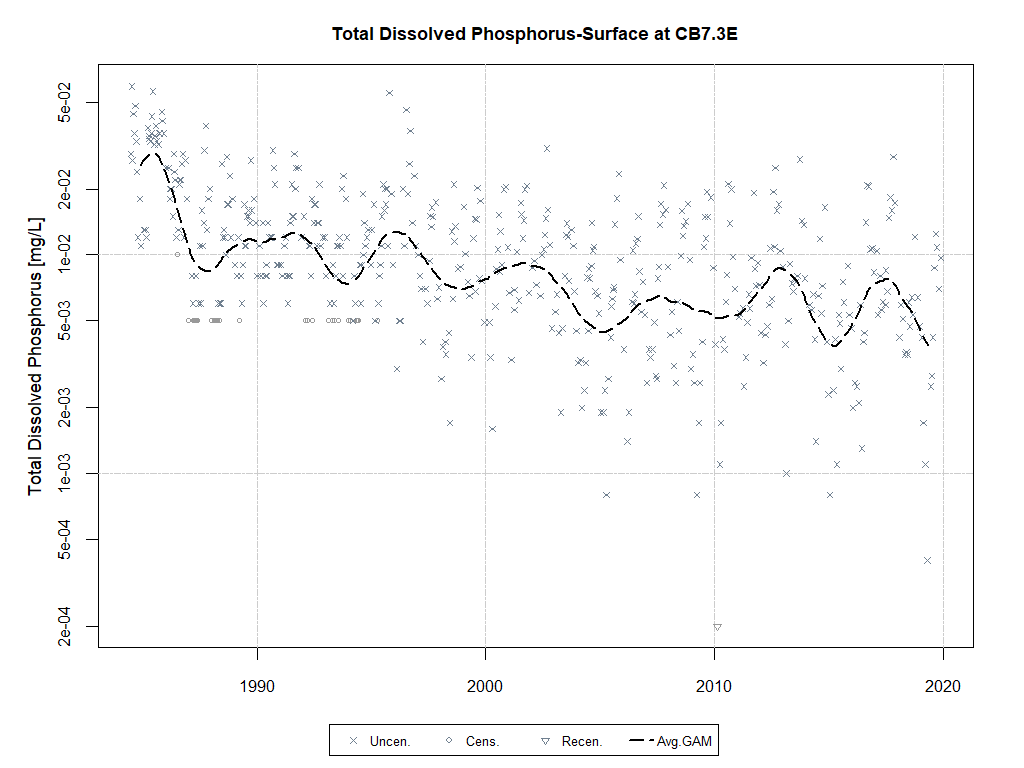 Total Dissolved Phosphorus-Surface at CB7.3E
Total Dissolved Phosphorus [mg/L]
5e-02
2e-02
1e-02
5e-03
2e-03
1e-03
5e-04
2e-04
1990 2000 2010 2020
Uncen. Cens. Recen. Avg.GAM